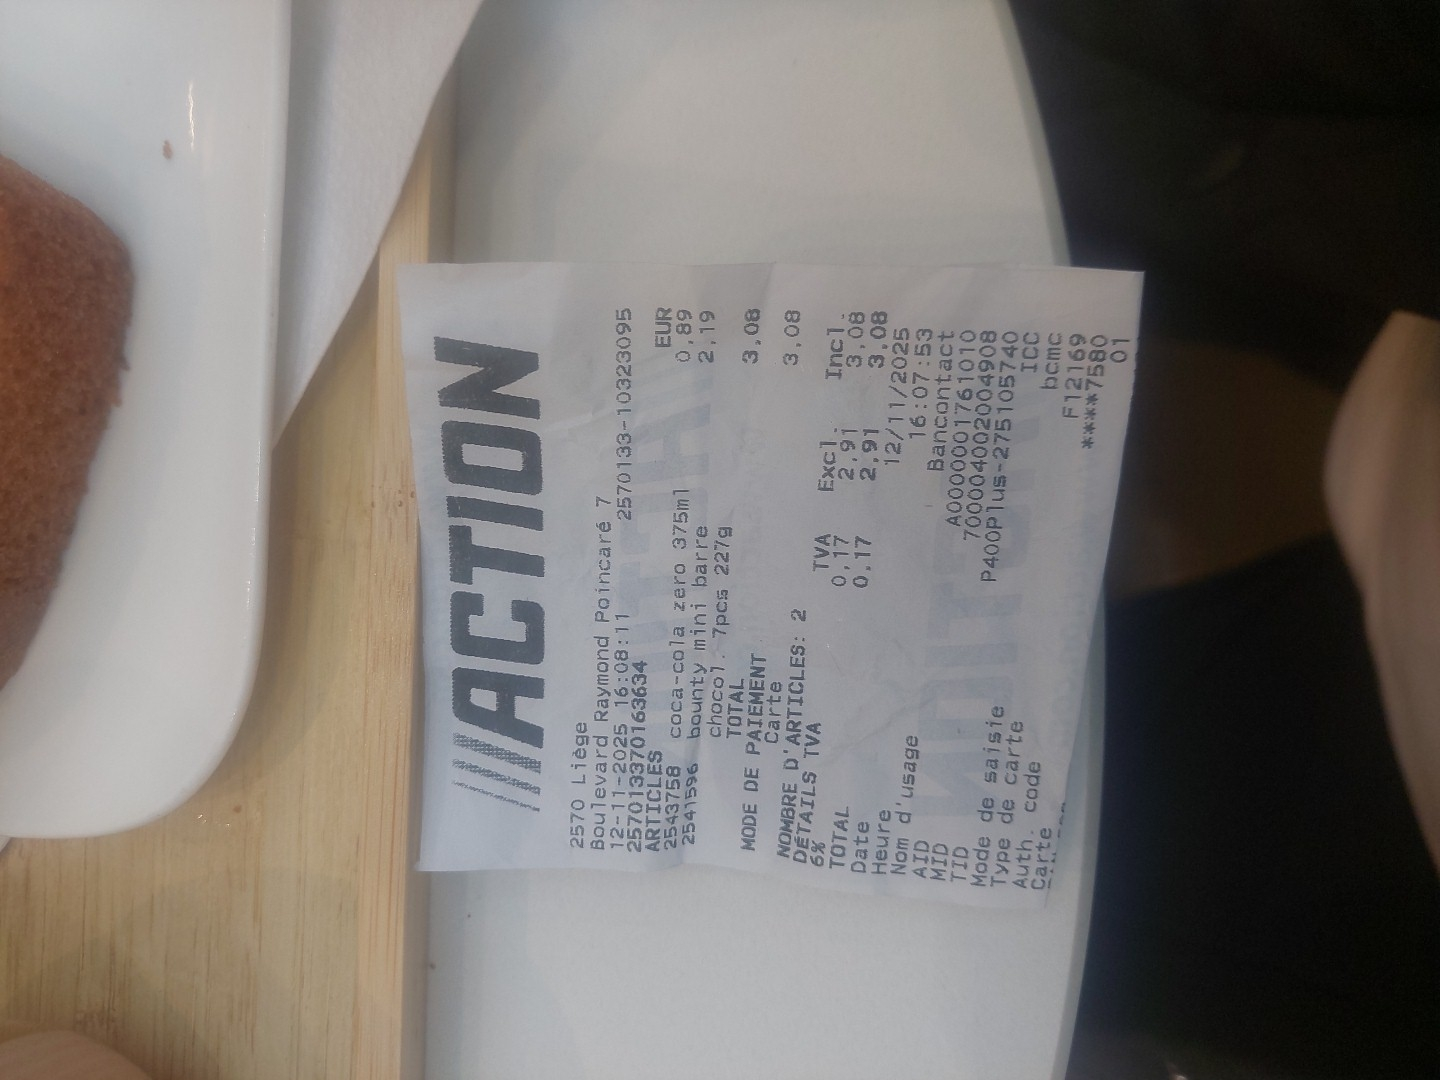 ///ACTION
2570 Liège
Boulevard Raymond Poincaré 7
12-11-2025 16:08:11 2570133-10323095
257013370163634
ARTICLES EUR
2543758 coca-cola zero 375ml 0,89
2541596 bounty mini barre 2,19
chocol. 7pcs 227g
TOTAL 3,08
MODE DE PAIEMENT
Carte 3,08
NOMBRE D'ARTICLES: 2
DÉTAILS TVA
TVA Excl. Incl.
6% 0,17 2,91 3,08
TOTAL 0,17 2,91 3,08
Date 12/11/2025
Heure 16:07:53
Nom d'usage Bancontact
AID A0000001761010
MID 700004002004908
TID P400Plus-275105740
Mode de saisie ICC
Type de carte bcmc
Auth. code F12169
Carte ****7580
01